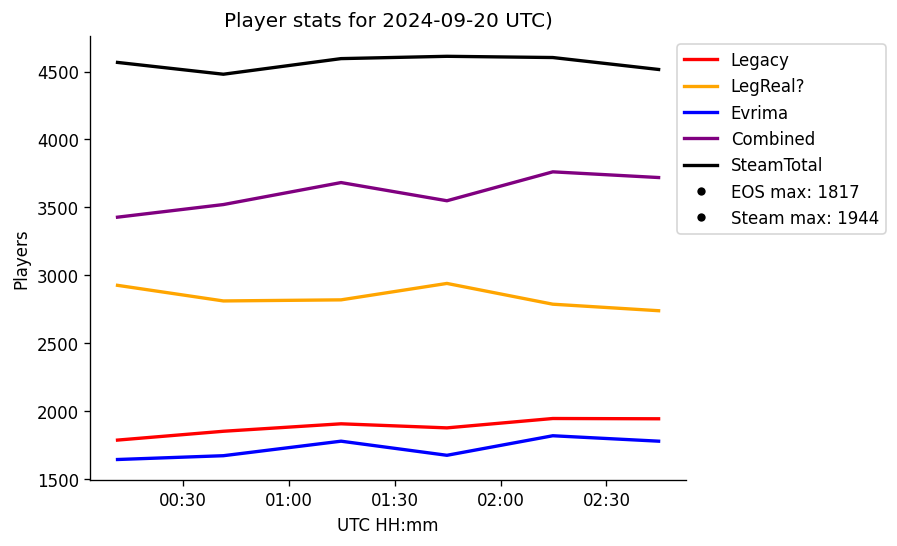 Player stats for 2024-09-20 UTC)
4500
4000
3500
3000
2500
2000
1500
Players
00:30 01:00 01:30 02:00 02:30
UTC HH:mm
Legacy
LegReal?
Evrima
Combined
SteamTotal
EOS max: 1817
Steam max: 1944